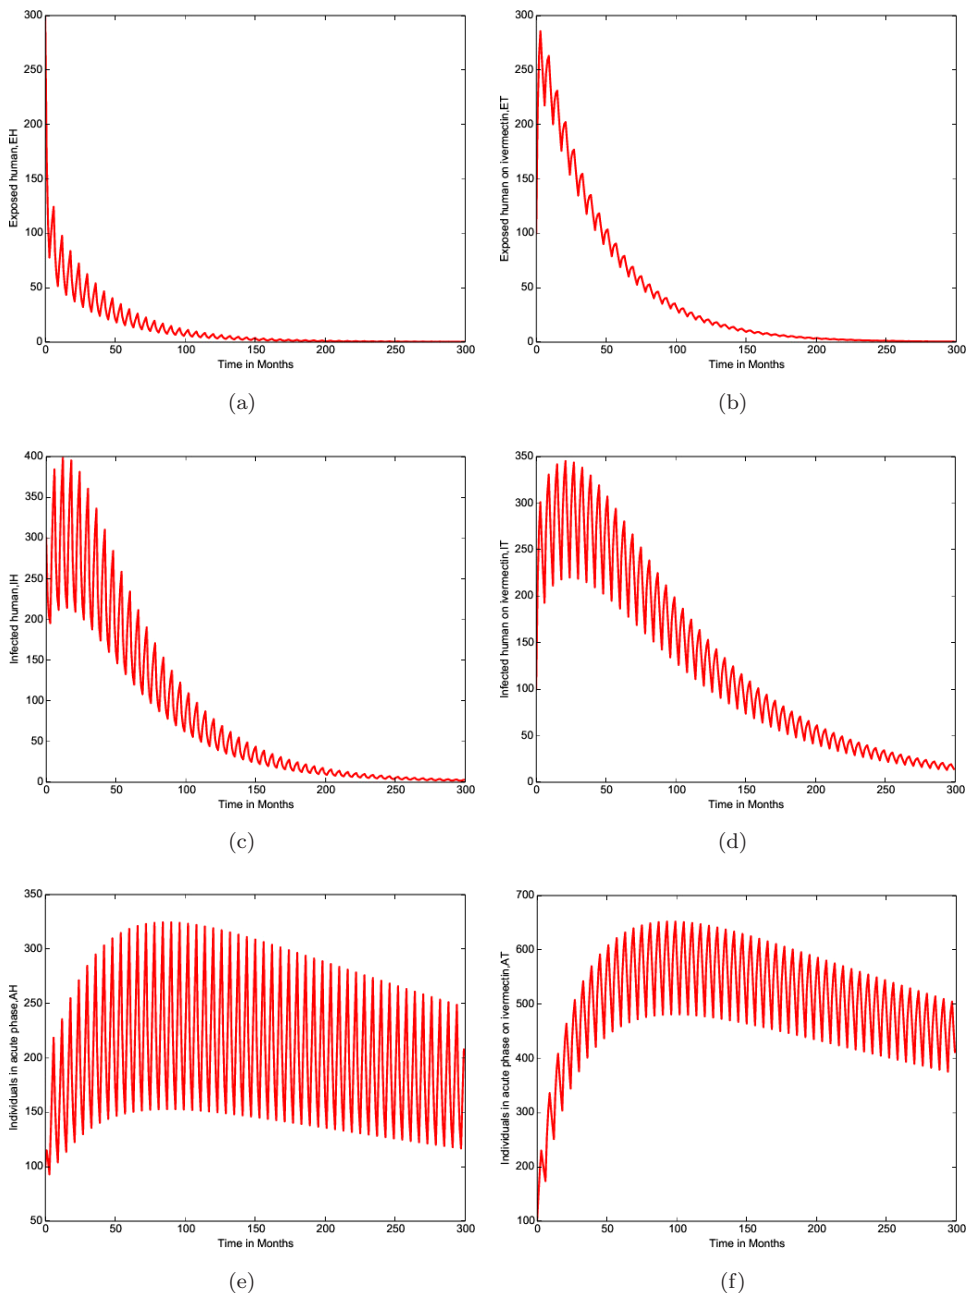 300
250
200
150
100
50
0
Exposed human,EH
0 50 100 150 200 250 300
Time in Months
(a)
300
250
200
150
100
50
0
Exposed human on ivermectin,ET
0 50 100 150 200 250 300
Time in Months
(b)
400
350
300
250
200
150
100
50
0
Infected human,IH
0 50 100 150 200 250 300
Time in Months
(c)
350
300
250
200
150
100
50
0
Infected human on ivermectin,IT
0 50 100 150 200 250 300
Time in Months
(d)
350
300
250
200
150
100
50
Individuals in acute phase,AH
0 50 100 150 200 250 300
Time in Months
(e)
700
600
500
400
300
200
100
Individuals in acute phase on ivermectin,AT
0 50 100 150 200 250 300
Time in Months
(f)